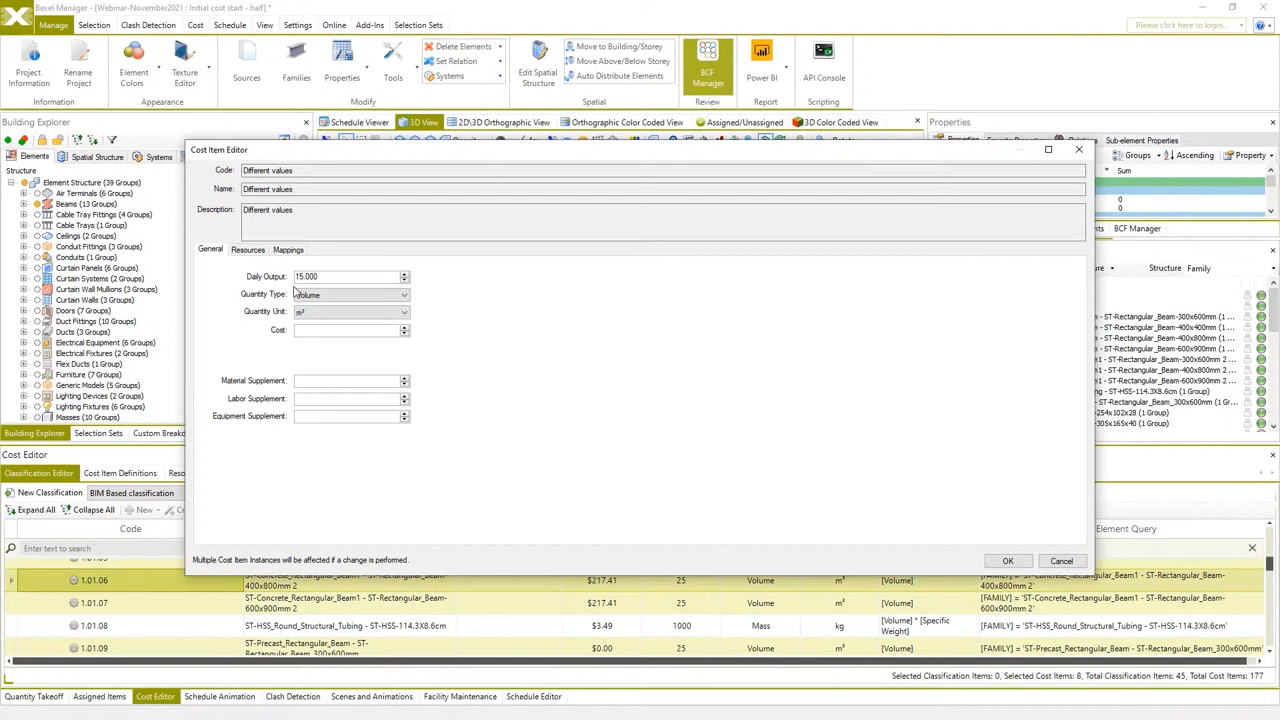 Bexel Manager - [Webinar-November2021 : Initial cost start - half] *
Manage Selection Clash Detection Cost Schedule View Settings Online Add-Ins Selection Sets
Please click here to login...
Project Information
Rename Project
Information
Element Colors
Texture Editor
Appearance
Sources
Families
Properties
Tools
Delete Elements
Set Relation
Systems
Modify
Edit Spatial Structure
Move to Building/Storey
Move Above/Below Storey
Auto Distribute Elements
Spatial
BCF Manager
Review
Power BI
Report
API Console
Scripting
Building Explorer
Schedule Viewer 3D View 2D\3D Orthographic View Orthographic Color Coded View Assigned/Unassigned 3D Color Coded View
Properties
Sub-element Properties
Elements Spatial Structure Systems
Groups Ascending Property
Structure
Element Structure (39 Groups)
Air Terminals (6 Groups)
Beams (13 Groups)
Cable Tray Fittings (4 Groups)
Cable Trays (1 Group)
Ceilings (2 Groups)
Conduit Fittings (3 Groups)
Conduits (1 Group)
Curtain Panels (6 Groups)
Curtain Systems (2 Groups)
Curtain Wall Mullions (3 Groups)
Curtain Walls (3 Groups)
Doors (7 Groups)
Duct Fittings (10 Groups)
Ducts (3 Groups)
Electrical Equipment (6 Groups)
Electrical Fixtures (2 Groups)
Flex Ducts (1 Group)
Furniture (7 Groups)
Generic Models (5 Groups)
Lighting Devices (2 Groups)
Lighting Fixtures (6 Groups)
Masses (10 Groups)
Building Explorer Selection Sets
Cost Item Editor
Code: Different values
Name: Different values
Description: Different values
General Resources Mappings
Daily Output: 15.000
Quantity Type: Volume
Quantity Unit: m³
Cost:
Material Supplement:
Labor Supplement:
Equipment Supplement:
Multiple Cost Item Instances will be affected if a change is performed.
OK Cancel
Sum
0
0
BCF Manager
Structure Family
ST-Rectangular_Beam-300x600mm (1 ...
ST-Rectangular_Beam-400x800mm (1 ...
ST-Rectangular_Beam-600x900mm (1 ...
1 - ST-Rectangular_Beam-300x600mm 2 ...
1 - ST-Rectangular_Beam-400x800mm 2 ...
1 - ST-Rectangular_Beam-600x900mm 2 ...
ST-HSS-114.3X8.6cm (1 Group)
ST-Rectangular_Beam_300x600mm (1 Gr...
-254x102x28 (1 Group)
-305x165x40 (1 Group)
Cost Editor
Classification Editor Cost Item Definitions
New Classification BIM Based classification
Expand All Collapse All New
Code
Element Query
Enter text to search
1.01.06 ST-Concrete_Rectangular_Beam1 - ST-Rectangular_Beam-400x800mm 2 $217.41 25 Volume m³ [Volume] [FAMILY] = 'ST-Concrete_Rectangular_Beam1 - ST-Rectangular_Beam-400x800mm 2'
1.01.07 ST-Concrete_Rectangular_Beam1 - ST-Rectangular_Beam-600x900mm 2 $217.41 25 Volume m³ [Volume] [FAMILY] = 'ST-Concrete_Rectangular_Beam1 - ST-Rectangular_Beam-600x900mm 2'
1.01.08 ST-HSS_Round_Structural_Tubing - ST-HSS-114.3X8.6cm $3.49 1000 Mass kg [Volume] * [Specific Weight] [FAMILY] = 'ST-HSS_Round_Structural_Tubing - ST-HSS-114.3X8.6cm'
1.01.09 ST-Precast_Rectangular_Beam - ST-Rectangular_Beam_300x600mm $0.00 25 Volume m³ [Volume] [FAMILY] = 'ST-Precast_Rectangular_Beam - ST-Rectangular_Beam_300x600mm'
Selected Classification Items: 0, Selected Cost Items: 8, Total Classification Items: 45, Total Cost Items: 177
Quantity Takeoff Assigned Items Cost Editor Schedule Animation Clash Detection Scenes and Animations Facility Maintenance Schedule Editor